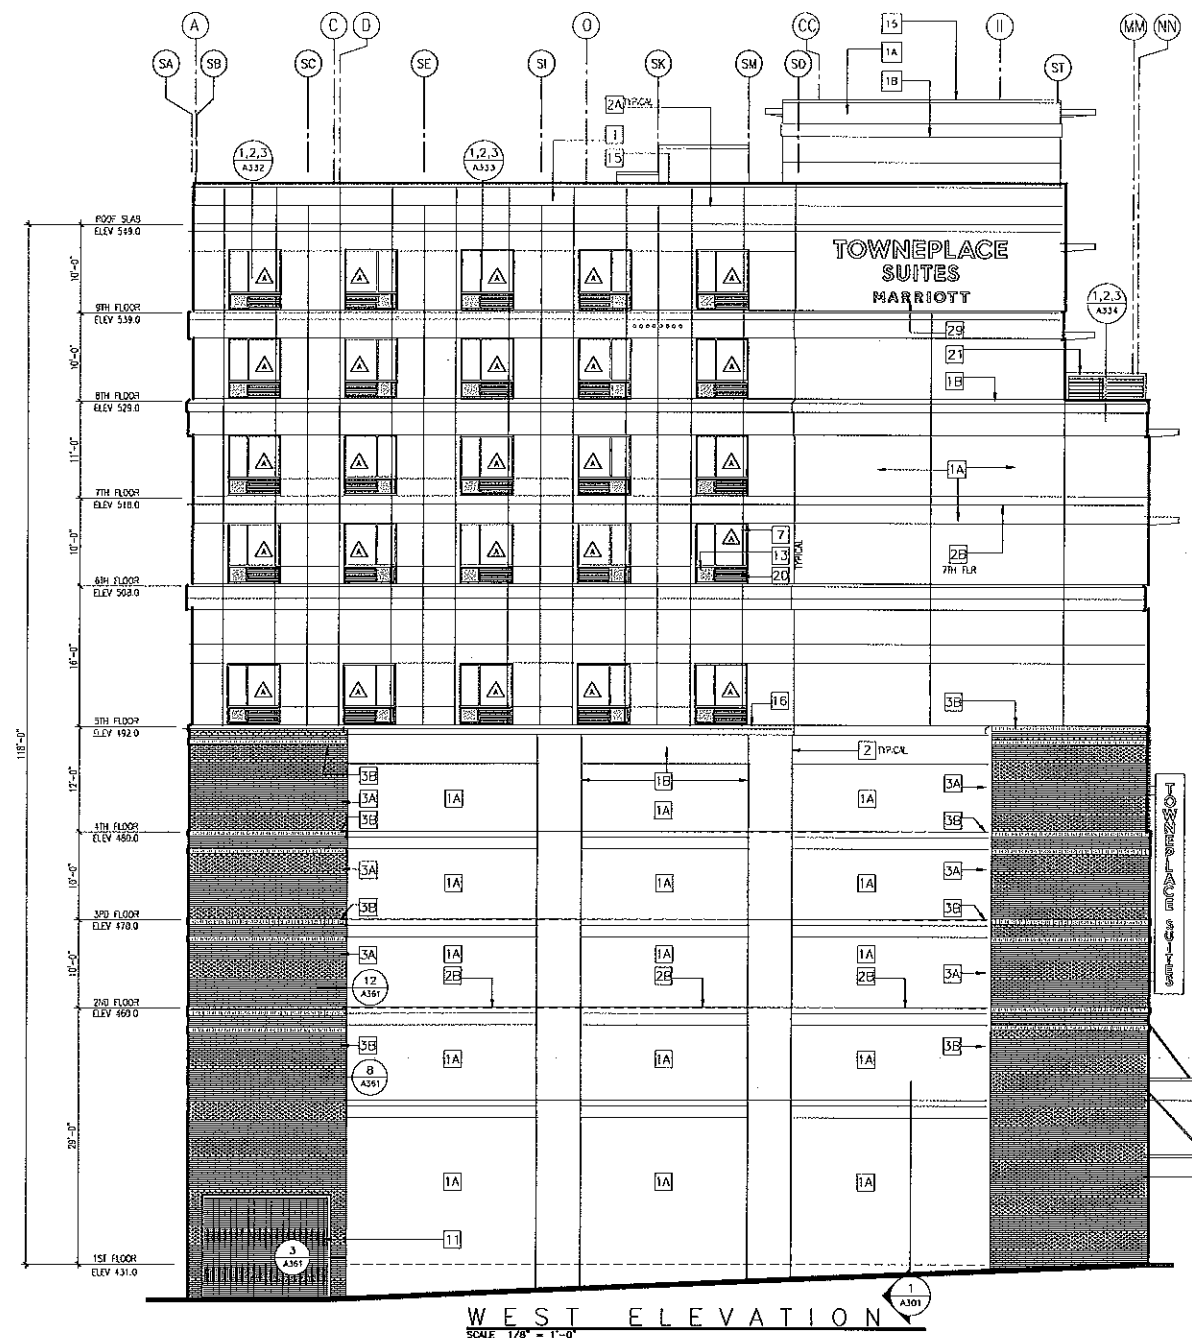 A C D O CC II MM NN
SA SB SC SE SI SK SM SD ST
15
1A
1B
2A TYPICAL
1
15
1,2,3
A332
1,2,3
A333
ROOF SLAB
ELEV 549.0
10'-0"
TOWNEPLACE
SUITES
MARRIOTT
A A A A A
1,2,3
A334
9TH FLOOR
ELEV 539.0
29
21
1B
10'-0"
A A A A A
8TH FLOOR
ELEV 529.0
11'-0"
A A A A A
1A
7TH FLOOR
ELEV 518.0
10'-0"
A A A A A
7
13
20
TYPICAL
2B
7TH FLR
6TH FLOOR
ELEV 508.0
16'-0"
A A A A A
16
3B
5TH FLOOR
ELEV 492.0
118'-0"
2 TYPICAL
12'-0"
3B
3A
3B
1A
1B
1A
1A
3A
3B
TOWNEPLACE SUITES
4TH FLOOR
ELEV 480.0
10'-0"
3A
3B
1A
1A
1A
3A
3B
3RD FLOOR
ELEV 470.0
10'-0"
3A
1A
2B
1A
2B
1A
2B
3A
12
A361
2ND FLOOR
ELEV 460.0
3B
1A
1A
1A
3B
8
A361
29'-0"
1A
1A
1A
11
3
A361
1ST FLOOR
ELEV 431.0
1
A301
WEST ELEVATION
SCALE 1/8" = 1'-0"